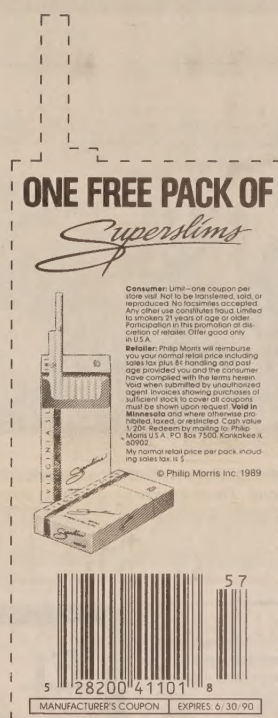 ONE FREE PACK OF
Superslims
Consumer: Limit—one coupon per
store visit. Not to be transferred, sold, or
reproduced. No facsimiles accepted.
Any other use constitutes fraud. Limited
to smokers 21 years of age or older.
Participation in this promotion at dis-
cretion of retailer. Offer good only
in U.S.A.
Retailer: Philip Morris will reimburse
you your normal retail price including
sales tax plus 8¢ handling and post-
age provided you and the consumer
have complied with the terms herein.
Void when submitted by unauthorized
agent. Invoices showing purchases of
sufficient stock to cover all coupons
must be shown upon request. Void in
Minnesota and where otherwise pro-
hibited, taxed, or restricted. Cash value
1/20¢. Redeem by mailing to: Philip
Morris U.S.A. PO Box 7500, Kankakee, IL
60902.
My normal retail price per pack, includ-
ing sales tax, is $
VIRGINIA SLIMS
Superslims
Superslims
© Philip Morris Inc. 1989
57
5 28200 41101 8
MANUFACTURER'S COUPON EXPIRES: 6/30/90